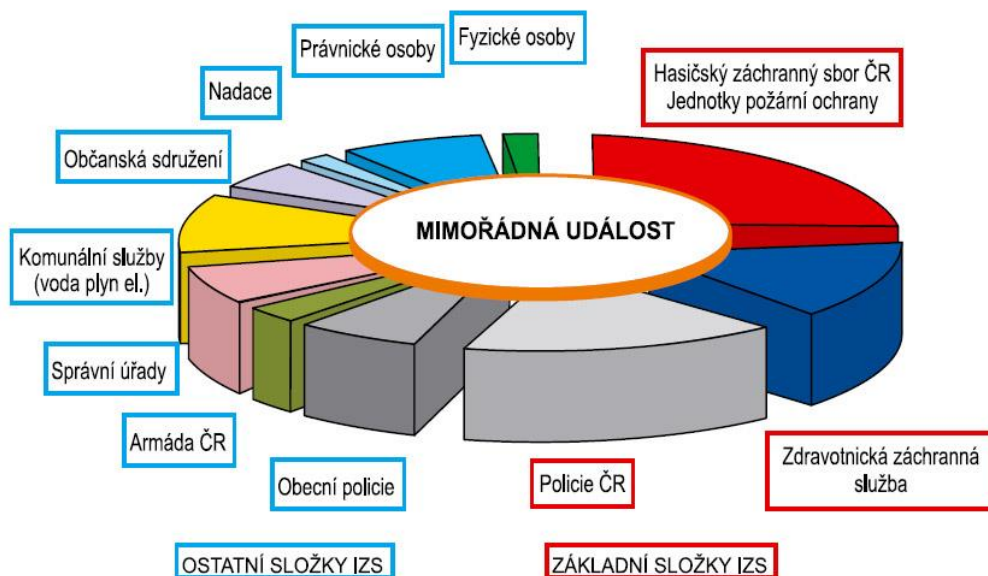 Fyzické osoby
Právnické osoby
Nadace
Občanská sdružení
Komunální služby
(voda plyn el.)
Správní úřady
Armáda ČR
Obecní policie
Hasičský záchranný sbor ČR
Jednotky požární ochrany
MIMOŘÁDNÁ UDÁLOST
Policie ČR
Zdravotnická záchranná
služba
OSTATNÍ SLOŽKY IZS
ZÁKLADNÍ SLOŽKY IZS